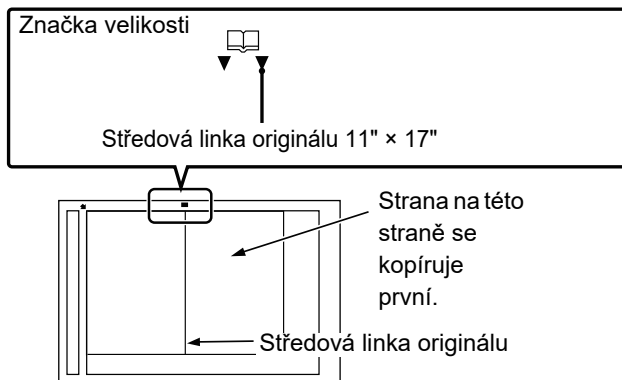 Značka velikosti
Středová linka originálu 11" × 17"
Strana na této
straně se
kopíruje
první.
Středová linka originálu